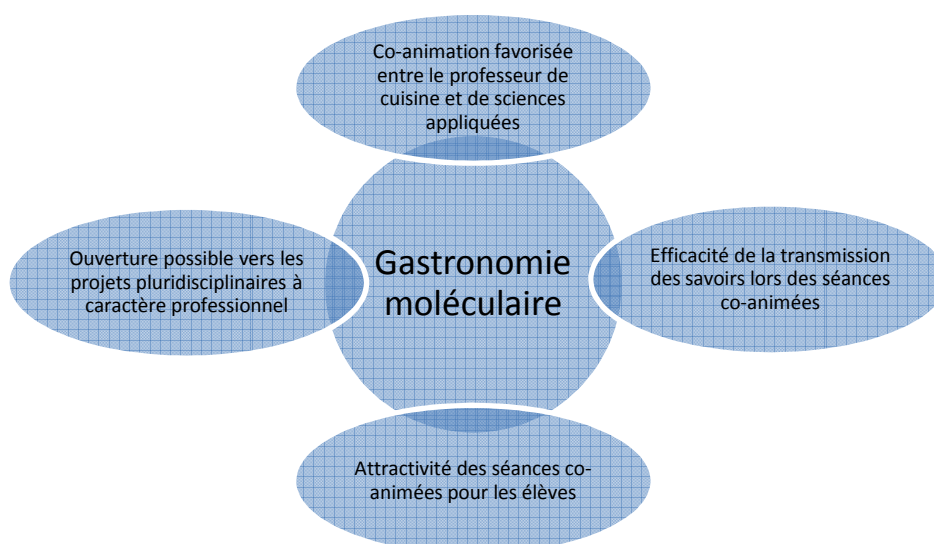 Co-animation favorisée
entre le professeur de
cuisine et de sciences
appliquées
Ouverture possible vers les
projets pluridisciplinaires à
caractère professionnel
Gastronomie
moléculaire
Efficacité de la transmission
des savoirs lors des séances
co-animées
Attractivité des séances co-
animées pour les élèves